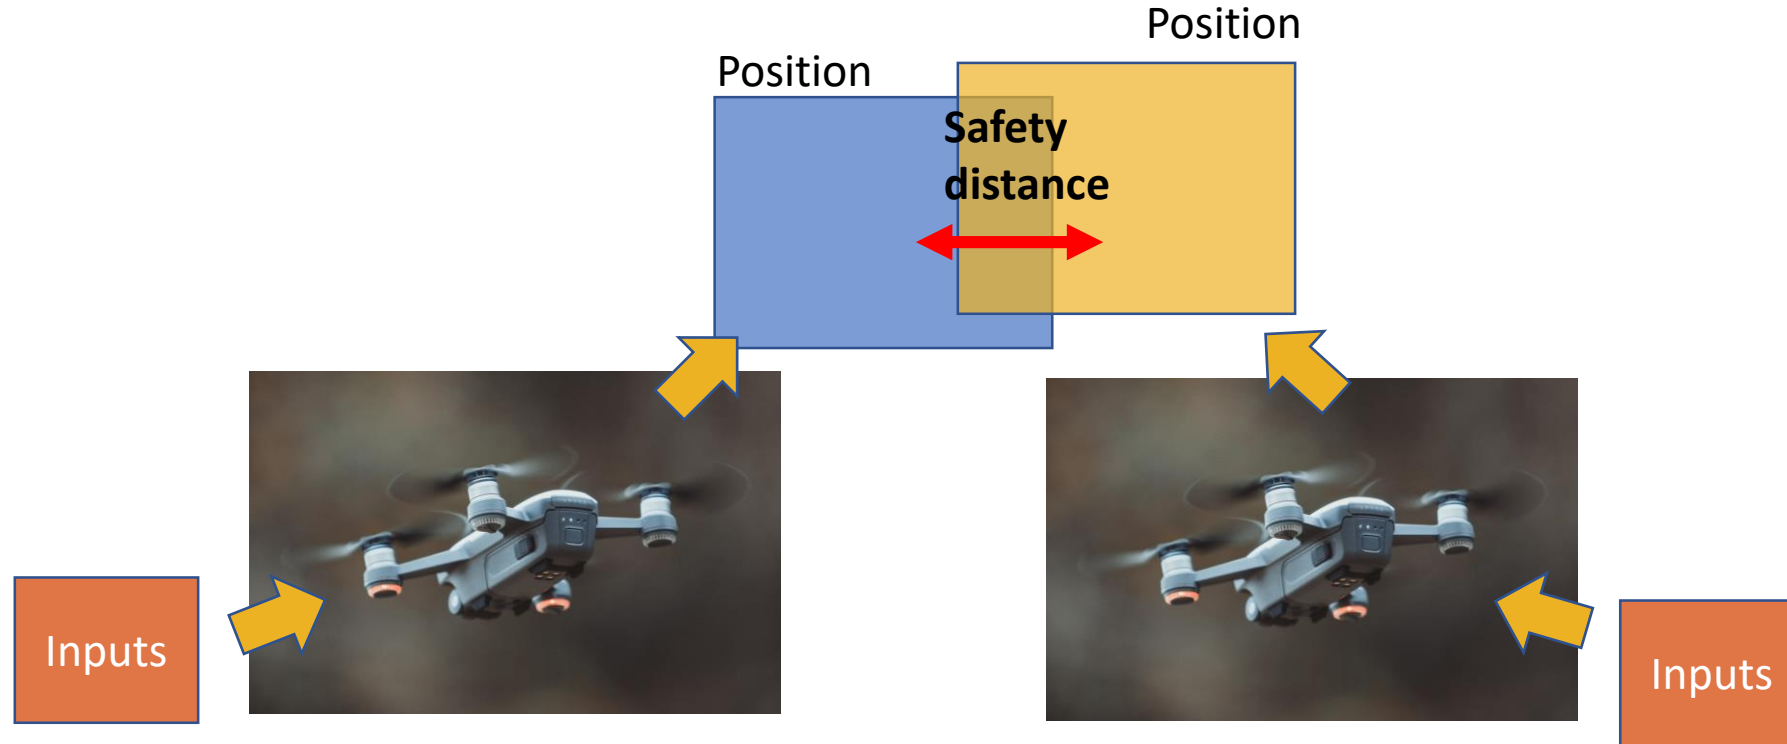 Position
Position
Safety
distance
Inputs
Inputs